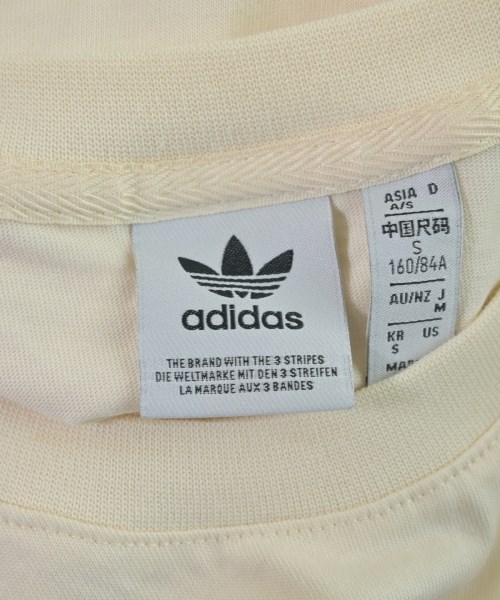 adidas
THE BRAND WITH THE 3 STRIPES
DIE WELTMARKE MIT DEN 3 STREIFEN
LA MARQUE AUX 3 BANDES
ASIA D
A/S
中国尺码
S
160/84A
AU/NZ J
M
KR US
S